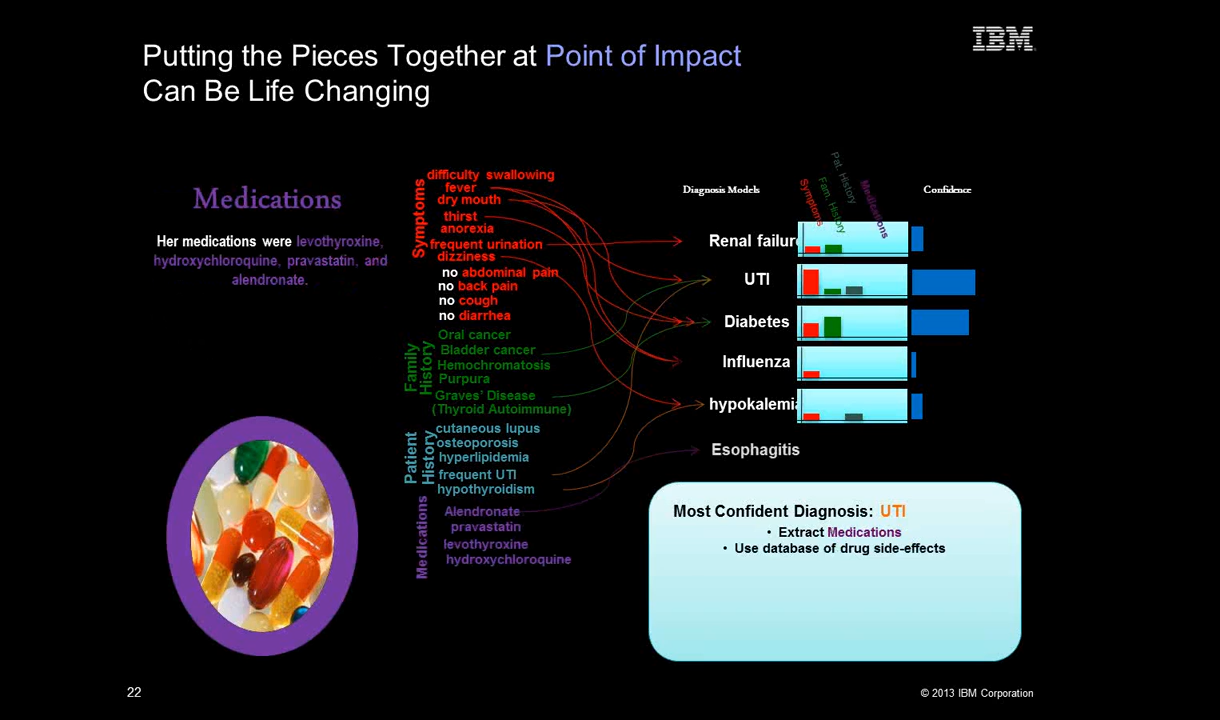 Putting the Pieces Together at Point of Impact
Can Be Life Changing
IBM
Medications
Her medications were levothyroxine,
hydroxychloroquine, pravastatin, and
alendronate.
Symptoms
difficulty swallowing
fever
dry mouth
thirst
anorexia
frequent urination
dizziness
no abdominal pain
no back pain
no cough
no diarrhea
Family
History
Oral cancer
Bladder cancer
Hemochromatosis
Purpura
Graves' Disease
(Thyroid Autoimmune)
Patient
History
cutaneous lupus
osteoporosis
hyperlipidemia
frequent UTI
hypothyroidism
Medications
Alendronate
pravastatin
levothyroxine
hydroxychloroquine
Diagnosis Models
Symptoms
Fam. History
Pat. History
Medications
Confidence
Renal failure
UTI
Diabetes
Influenza
hypokalemia
Esophagitis
Most Confident Diagnosis: UTI
• Extract Medications
• Use database of drug side-effects
22
© 2013 IBM Corporation